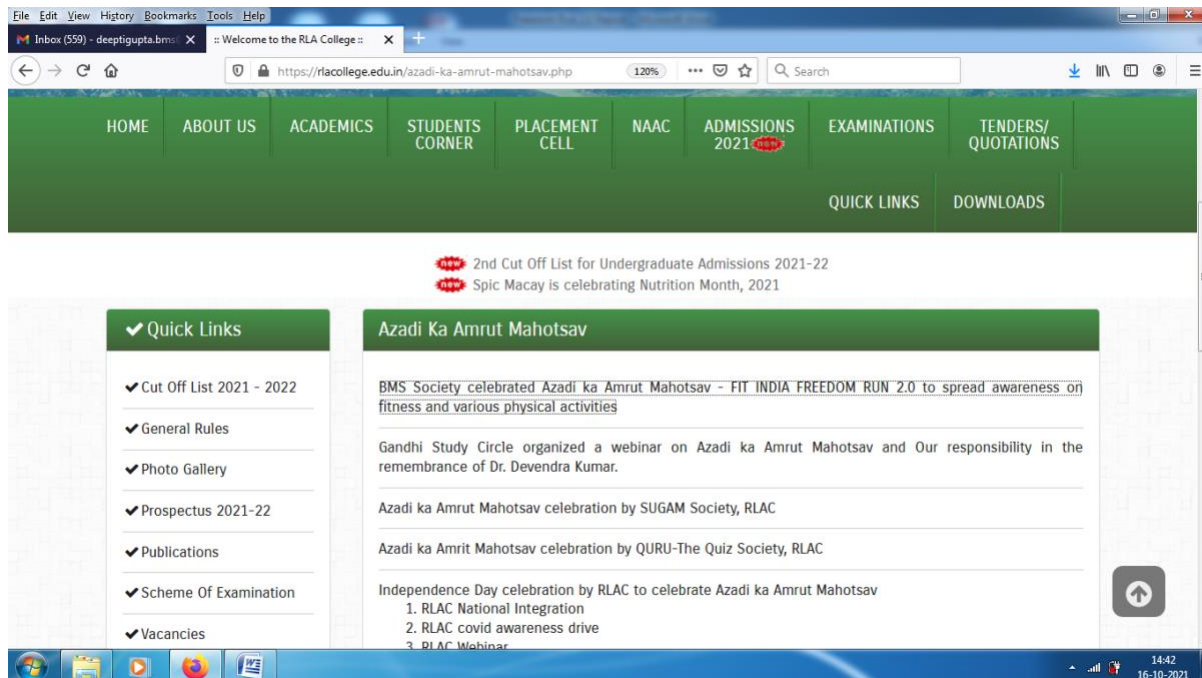 File Edit View History Bookmarks Tools Help
Inbox (559) - deeptigupta.bms
:: Welcome to the RLA College ::
https://rlacollege.edu.in/azadi-ka-amrut-mahotsav.php
120%
Search
HOME
ABOUT US
ACADEMICS
STUDENTS CORNER
PLACEMENT CELL
NAAC
ADMISSIONS 2021 new
EXAMINATIONS
TENDERS/ QUOTATIONS
QUICK LINKS
DOWNLOADS
new 2nd Cut Off List for Undergraduate Admissions 2021-22
new Spic Macay is celebrating Nutrition Month, 2021
Quick Links
Cut Off List 2021 - 2022
General Rules
Photo Gallery
Prospectus 2021-22
Publications
Scheme Of Examination
Vacancies
Azadi Ka Amrut Mahotsav
BMS Society celebrated Azadi ka Amrut Mahotsav - FIT INDIA FREEDOM RUN 2.0 to spread awareness on
fitness and various physical activities
Gandhi Study Circle organized a webinar on Azadi ka Amrut Mahotsav and Our responsibility in the
remembrance of Dr. Devendra Kumar.
Azadi ka Amrut Mahotsav celebration by SUGAM Society, RLAC
Azadi ka Amrit Mahotsav celebration by QURU-The Quiz Society, RLAC
Independence Day celebration by RLAC to celebrate Azadi ka Amrut Mahotsav
1. RLAC National Integration
2. RLAC covid awareness drive
3. RLAC Webinar
14:42
16-10-2021